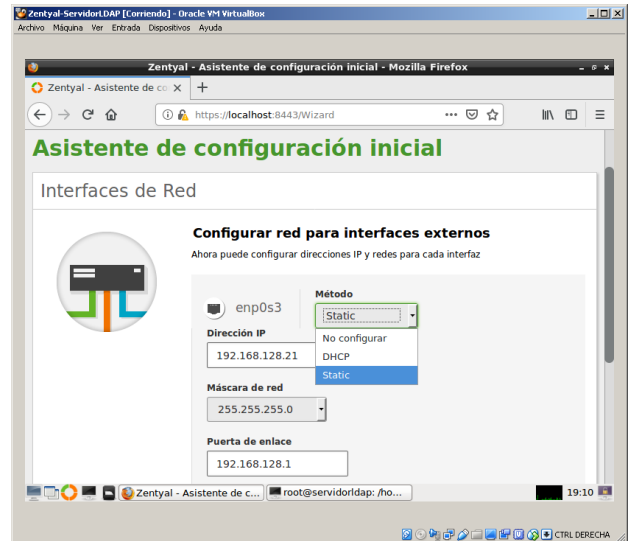 Zentyal-ServidorLDAP [Corriendo] - Oracle VM VirtualBox
Archivo Máquina Ver Entrada Dispositivos Ayuda
Zentyal - Asistente de configuración inicial - Mozilla Firefox
Zentyal - Asistente de co
https://localhost:8443/Wizard
Asistente de configuración inicial
Interfaces de Red
Configurar red para interfaces externos
Ahora puede configurar direcciones IP y redes para cada interfaz
enp0s3
Método
Static
No configurar
DHCP
Static
Dirección IP
192.168.128.21
Máscara de red
255.255.255.0
Puerta de enlace
192.168.128.1
Zentyal - Asistente de c...
root@servidorldap: /ho...
19:10
CTRL DERECHA